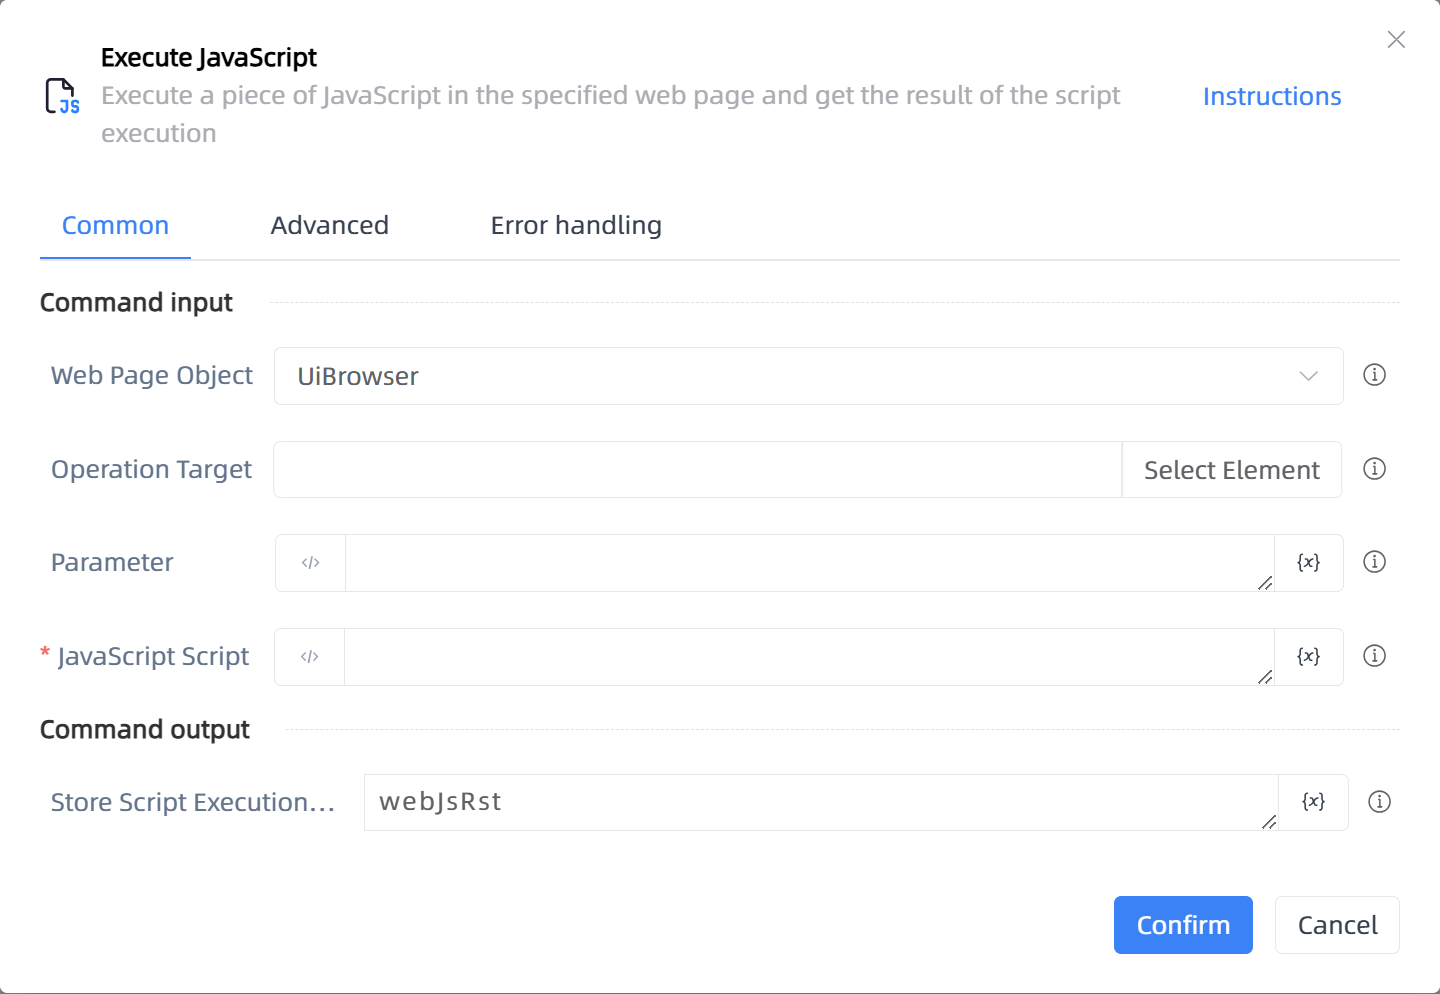 Execute JavaScript
Execute a piece of JavaScript in the specified web page and get the result of the script
execution
Instructions
JS
Common Advanced Error handling
Command input
Web Page Object UiBrowser
Operation Target Select Element
Parameter </> {x}
* JavaScript Script </> {x}
Command output
Store Script Execution... webJsRst {x}
Confirm Cancel